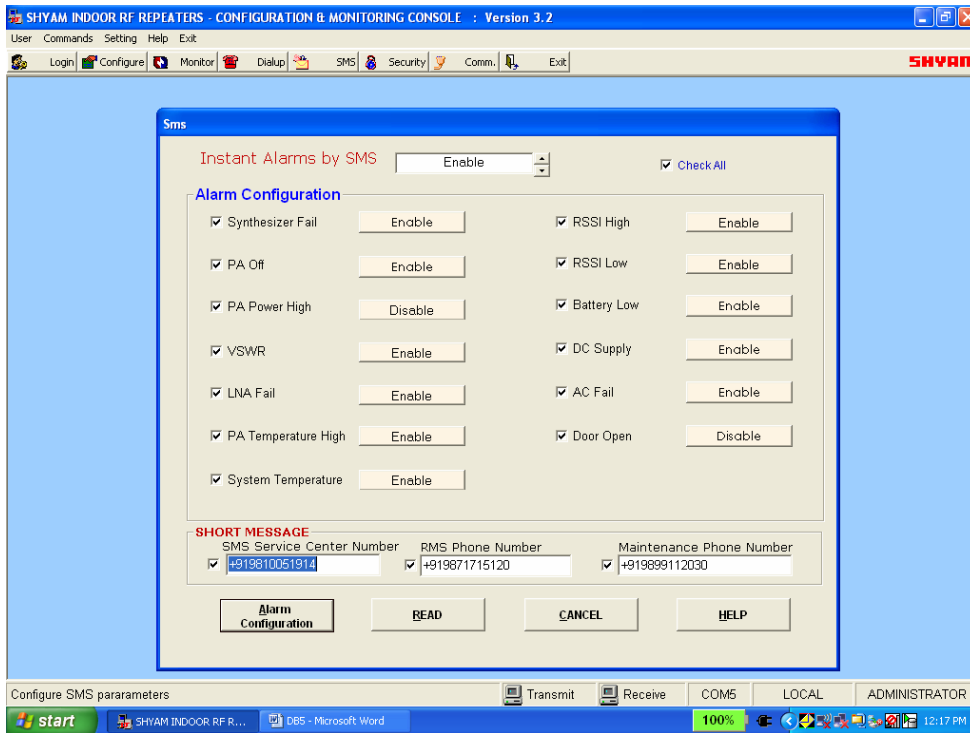 SHYAM INDOOR RF REPEATERS - CONFIGURATION & MONITORING CONSOLE : Version 3.2
User Commands Setting Help Exit
Login Configure Monitor Dialup SMS Security Comm. Exit SHYAM
Sms
Instant Alarms by SMS Enable Check All
Alarm Configuration
Synthesizer Fail Enable RSSI High Enable
PA Off Enable RSSI Low Enable
PA Power High Disable Battery Low Enable
VSWR Enable DC Supply Enable
LNA Fail Enable AC Fail Enable
PA Temperature High Enable Door Open Disable
System Temperature Enable
SHORT MESSAGE
SMS Service Center Number RMS Phone Number Maintenance Phone Number
+919810051914 +919871715120 +919899112030
Alarm
Configuration READ CANCEL HELP
Configure SMS pararameters Transmit Receive COM5 LOCAL ADMINISTRATOR
start SHYAM INDOOR RF R... DB5 - Microsoft Word 100% 12:17 PM